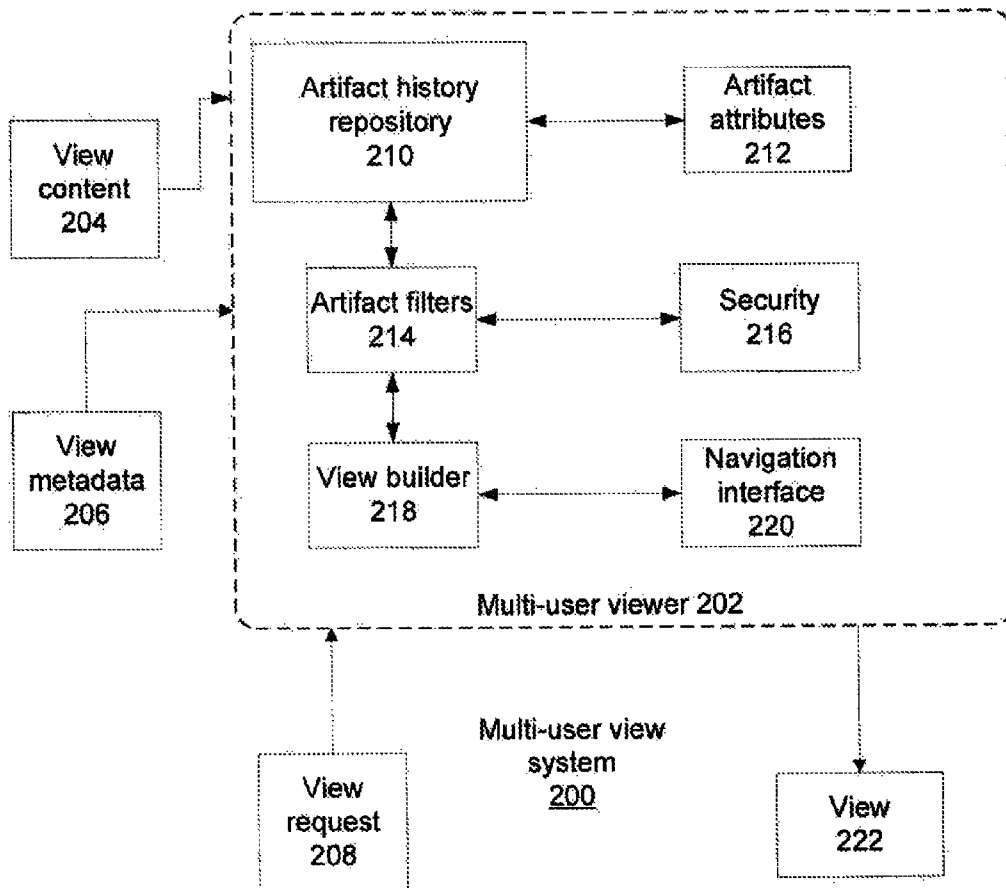 Artifact history
repository
210
Artifact
attributes
212
View
content
204
Artifact filters
214
Security
216
View
metadata
206
View builder
218
Navigation
interface
220
Multi-user viewer 202
Multi-user view
system
200
View
request
208
View
222